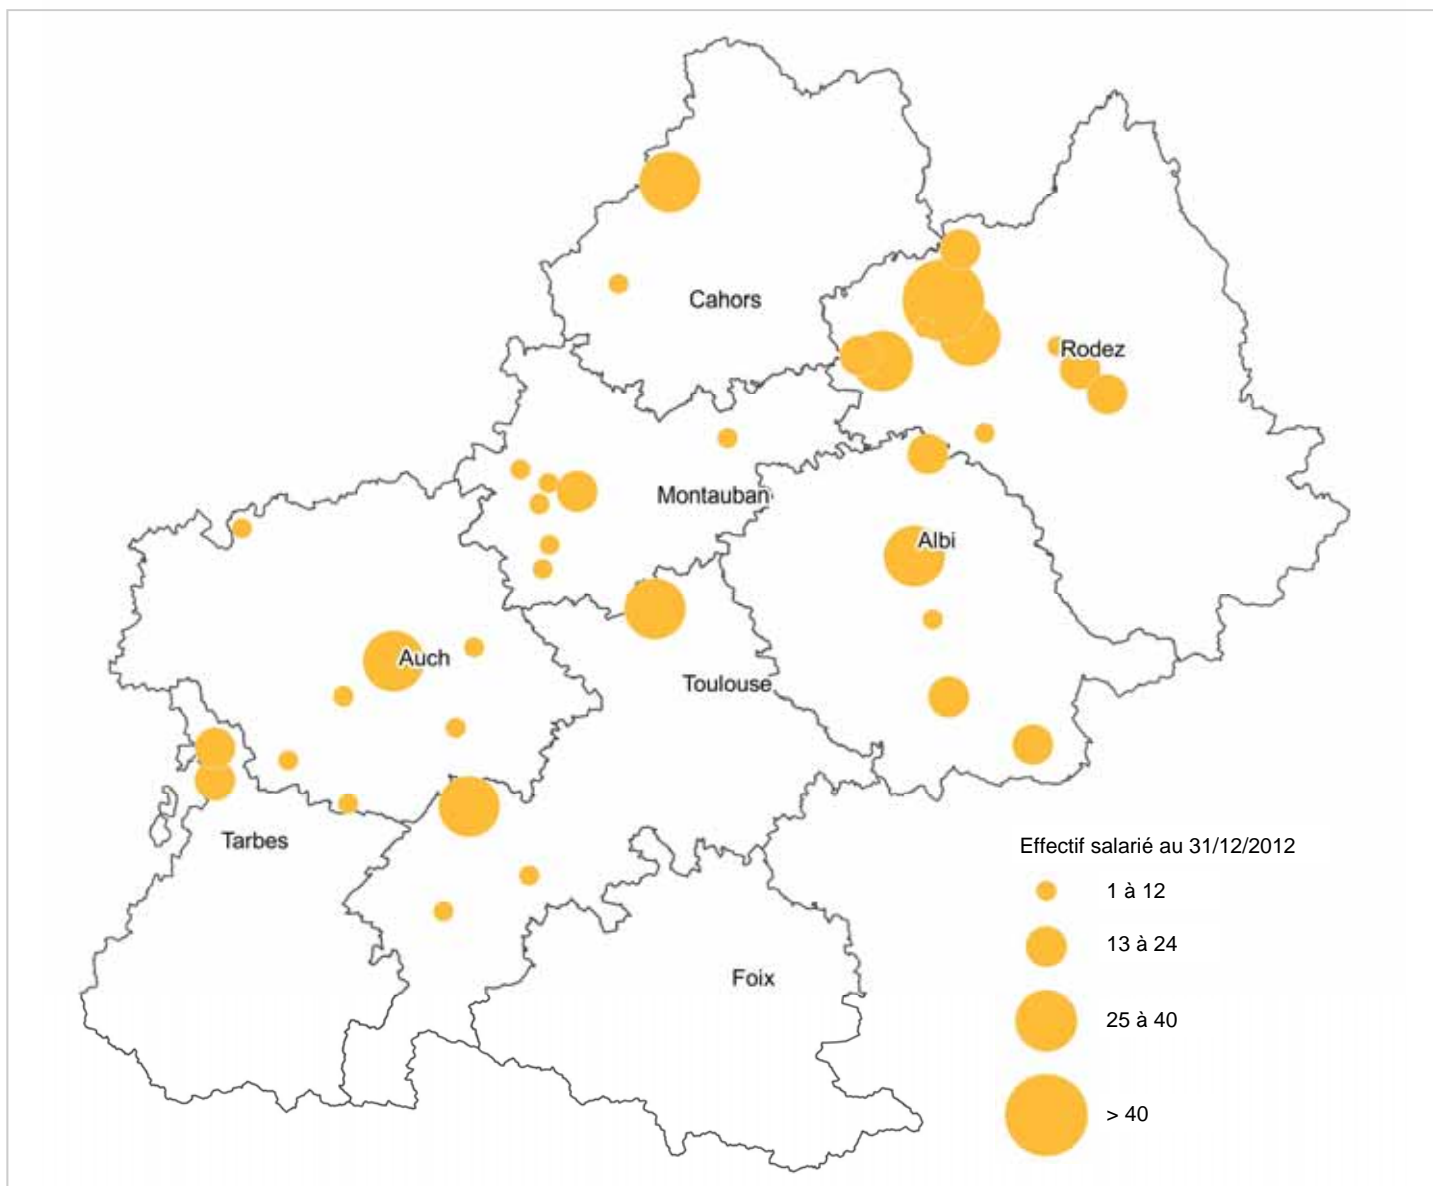 Cahors
Rodez
Montauban
Albi
Auch
Toulouse
Tarbes
Foix
Effectif salarié au 31/12/2012
1 à 12
13 à 24
25 à 40
> 40